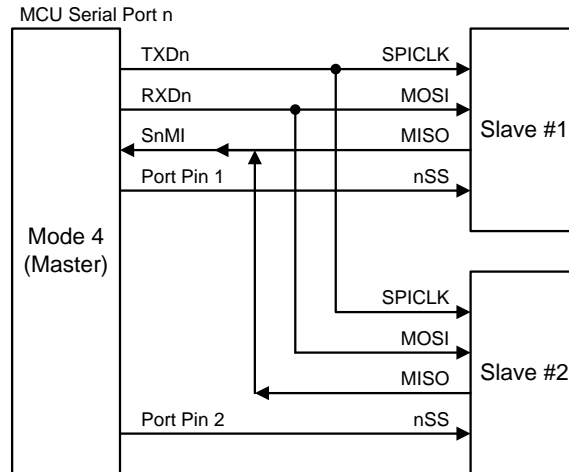 MCU Serial Port n
TXDn SPICLK
RXDn MOSI
SnMI MISO
Port Pin 1 nSS
Slave #1
Mode 4
(Master)
SPICLK
MOSI
MISO
Slave #2
Port Pin 2 nSS